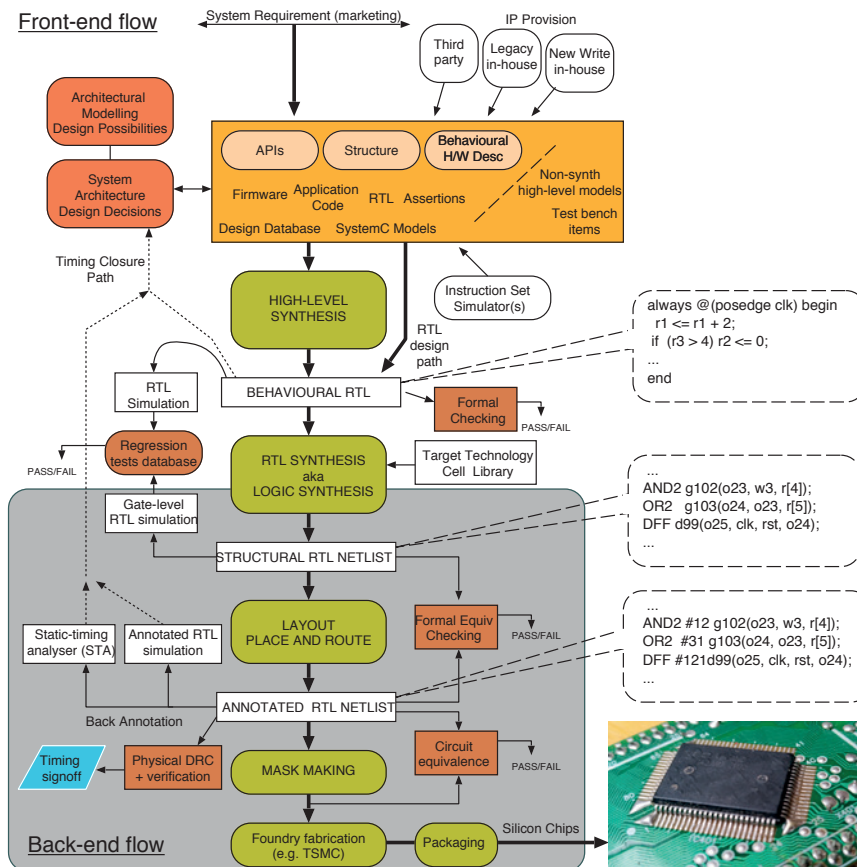 Front-end flow
System Requirement (marketing)
IP Provision
Third
party
Legacy
in-house
New Write
in-house
Architectural
Modelling
Design Possibilities
System
Architecture
Design Decisions
APIs
Structure
Behavioural
H/W Desc
Firmware
Application
Code
RTL
Assertions
Non-synth
high-level models
Test bench
items
Design Database
SystemC Models
Timing Closure
Path
HIGH-LEVEL
SYNTHESIS
Instruction Set
Simulator(s)
RTL
design
path
always @(posedge clk) begin
r1 <= r1 + 2;
if (r3 > 4) r2 <= 0;
...
end
RTL
Simulation
BEHAVIOURAL RTL
Formal
Checking
PASS/FAIL
Regression
tests database
PASS/FAIL
RTL SYNTHESIS
aka
LOGIC SYNTHESIS
Target Technology
Cell Library
Gate-level
RTL simulation
...
AND2 g102(o23, w3, r[4]);
OR2 g103(o24, o23, r[5]);
DFF d99(o25, clk, rst, o24);
...
STRUCTURAL RTL NETLIST
Static-timing
analyser (STA)
Annotated RTL
simulation
LAYOUT
PLACE AND ROUTE
Formal Equiv
Checking
PASS/FAIL
...
AND2 #12 g102(o23, w3, r[4]);
OR2 #31 g103(o24, o23, r[5]);
DFF #121d99(o25, clk, rst, o24);
...
Back Annotation
ANNOTATED RTL NETLIST
Timing
signoff
Physical DRC
+ verification
MASK MAKING
Circuit
equivalence
PASS/FAIL
Back-end flow
Foundry fabrication
(e.g. TSMC)
Packaging
Silicon Chips